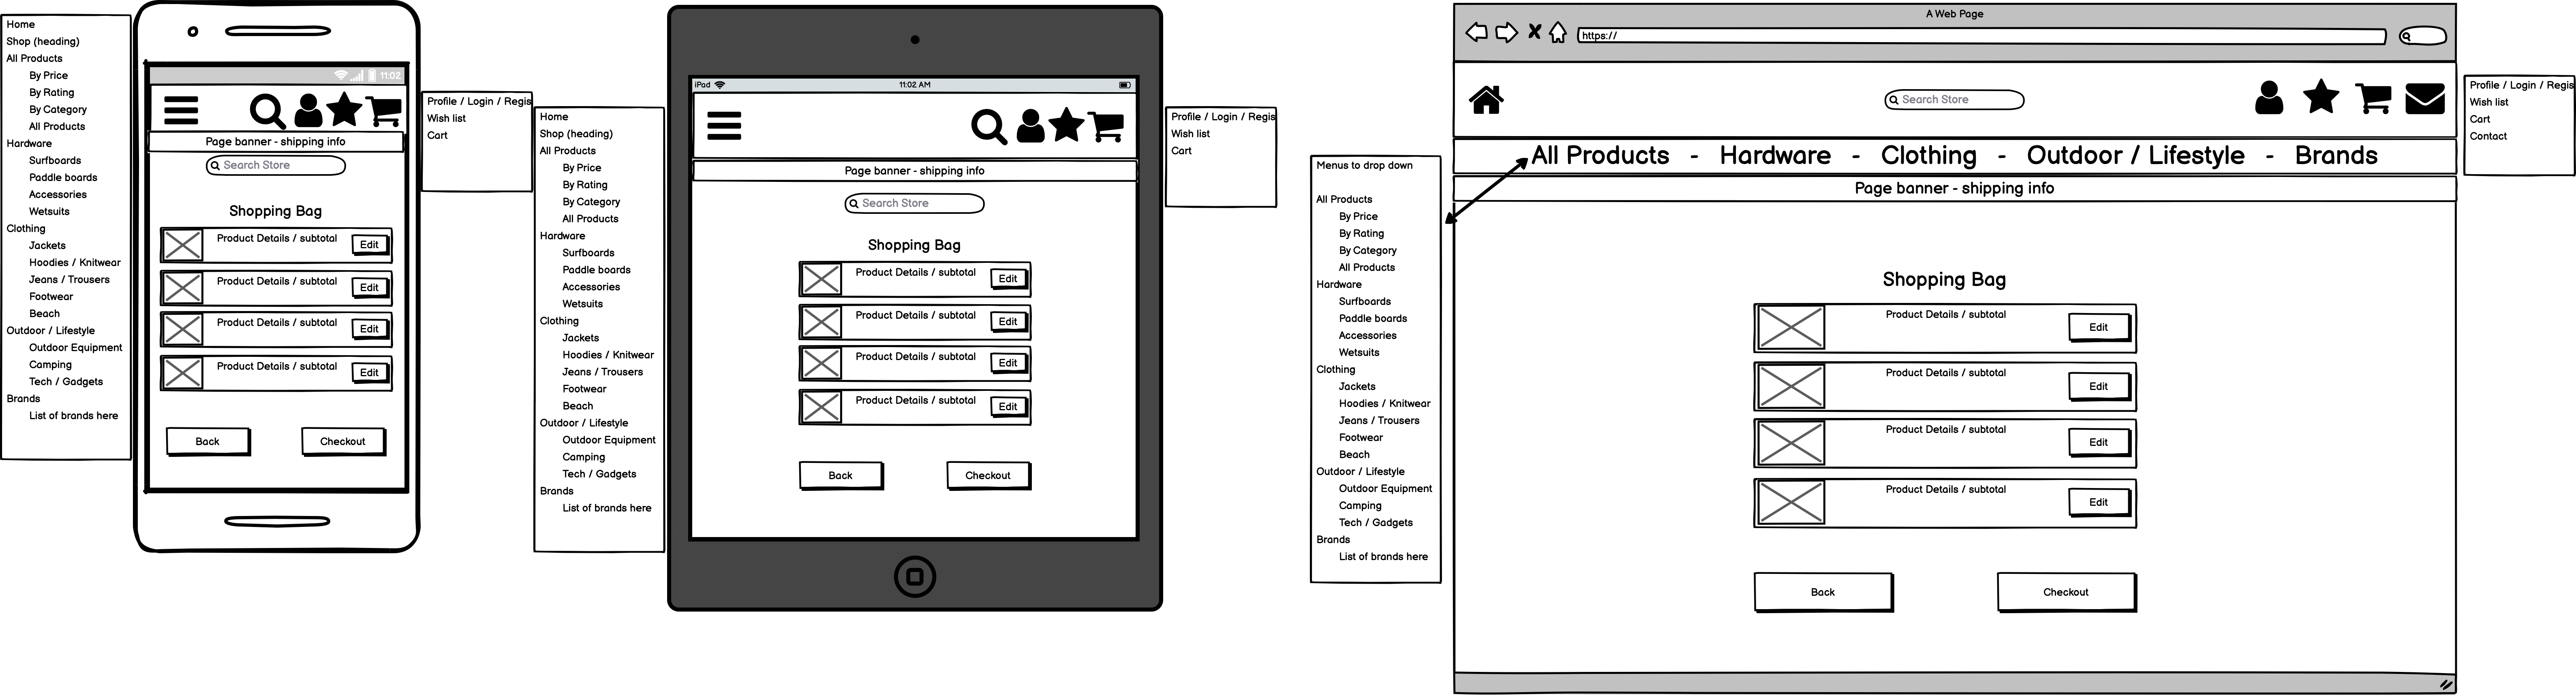 Home
Shop (heading)
All Products
By Price
By Rating
By Category
All Products
Hardware
Surfboards
Paddle boards
Accessories
Wetsuits
Clothing
Jackets
Hoodies / Knitwear
Jeans / Trousers
Footwear
Beach
Outdoor / Lifestyle
Outdoor Equipment
Camping
Tech / Gadgets
Brands
List of brands here
11:02
Page banner - shipping info
Search Store
Shopping Bag
Product Details / subtotal
Edit
Product Details / subtotal
Edit
Product Details / subtotal
Edit
Product Details / subtotal
Edit
Back
Checkout
Profile / Login / Regis
Wish list
Cart
Home
Shop (heading)
All Products
By Price
By Rating
By Category
All Products
Hardware
Surfboards
Paddle boards
Accessories
Wetsuits
Clothing
Jackets
Hoodies / Knitwear
Jeans / Trousers
Footwear
Beach
Outdoor / Lifestyle
Outdoor Equipment
Camping
Tech / Gadgets
Brands
List of brands here
iPad
11:02 AM
Page banner - shipping info
Search Store
Shopping Bag
Product Details / subtotal
Edit
Product Details / subtotal
Edit
Product Details / subtotal
Edit
Product Details / subtotal
Edit
Back
Checkout
Profile / Login / Regis
Wish list
Cart
Menus to drop down
All Products
By Price
By Rating
By Category
All Products
Hardware
Surfboards
Paddle boards
Accessories
Wetsuits
Clothing
Jackets
Hoodies / Knitwear
Jeans / Trousers
Footwear
Beach
Outdoor / Lifestyle
Outdoor Equipment
Camping
Tech / Gadgets
Brands
List of brands here
A Web Page
https://
Search Store
All Products - Hardware - Clothing - Outdoor / Lifestyle - Brands
Page banner - shipping info
Shopping Bag
Product Details / subtotal
Edit
Product Details / subtotal
Edit
Product Details / subtotal
Edit
Product Details / subtotal
Edit
Back
Checkout
Profile / Login / Regis
Wish list
Cart
Contact